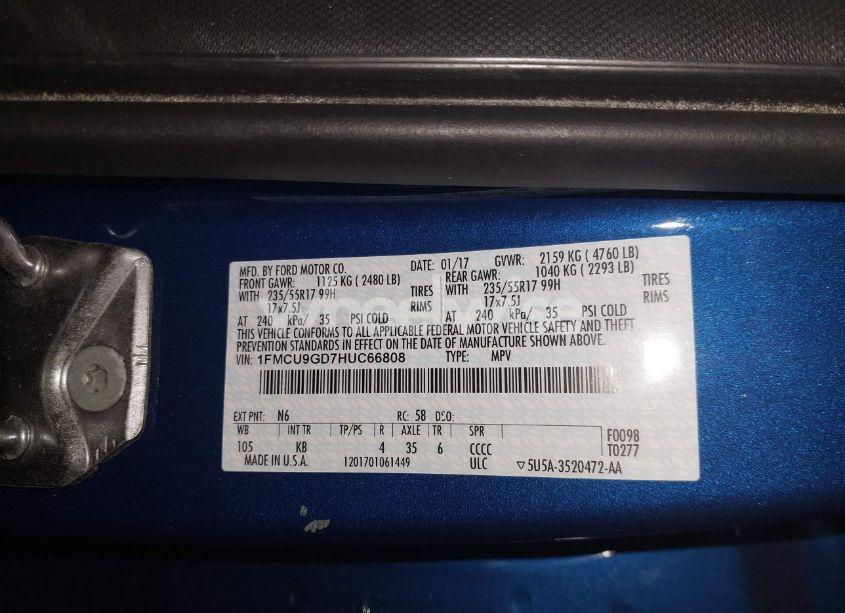 MFD. BY FORD MOTOR CO. DATE: 01/17 GVWR: 2159 KG ( 4760 LB)
FRONT GAWR: 1125 KG ( 2480 LB) REAR GAWR: 1040 KG ( 2293 LB)
WITH 235/55R17 99H TIRES WITH 235/55R17 99H TIRES
17x7.5J RIMS 17x7.5J RIMS
AT 240 kPa/ 35 PSI COLD AT 240 kPa/ 35 PSI COLD
THIS VEHICLE CONFORMS TO ALL APPLICABLE FEDERAL MOTOR VEHICLE SAFETY AND THEFT
PREVENTION STANDARDS IN EFFECT ON THE DATE OF MANUFACTURE SHOWN ABOVE.
VIN: 1FMCU9GD7HUC66808 TYPE: MPV
EXT PNT: N6 RC: 58 DSO:
WB INT TR TP/PS R AXLE TR SPR F0098
105 KB 4 35 6 CCCC T0277
MADE IN U.S.A. 1201701061449 ULC ▽5U5A-3520472-AA